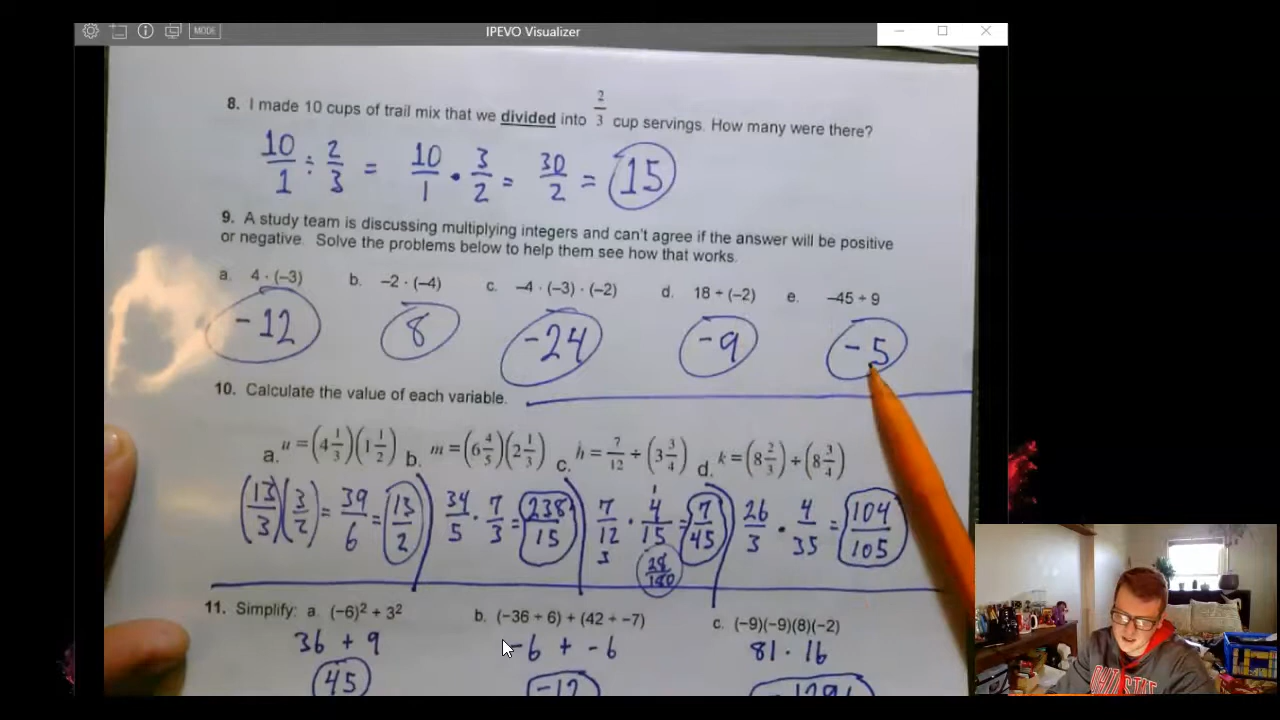 MODE
IPEVO Visualizer
8. I made 10 cups of trail mix that we divided into 2/3 cup servings. How many were there?
10/1 ÷ 2/3 = 10/1 · 3/2 = 30/2 = 15
9. A study team is discussing multiplying integers and can't agree if the answer will be positive
or negative. Solve the problems below to help them see how that works.
a. 4 · (–3) b. –2 · (–4) c. –4 · (–3) · (–2) d. 18 ÷ (–2) e. –45 ÷ 9
-12 8 -24 -9 -5
10. Calculate the value of each variable.
a. u = (4 1/3)(1 1/2) b. m = (6 4/5)(2 1/3) c. h = 7/12 ÷ (3 3/4) d. k = (8 2/3) ÷ (8 3/4)
(13/3)(3/2) = 39/6 = 13/2 34/5 · 7/3 = 238/15 7/12 · 4/15 = 7/45 26/3 · 4/35 = 104/105
1
3
28/180
11. Simplify: a. (–6)² + 3² b. (–36 ÷ 6) + (42 ÷ –7) c. (–9)(–9)(8)(–2)
36 + 9 -6 + -6 81 · 16
45 -12
OHIO STATE